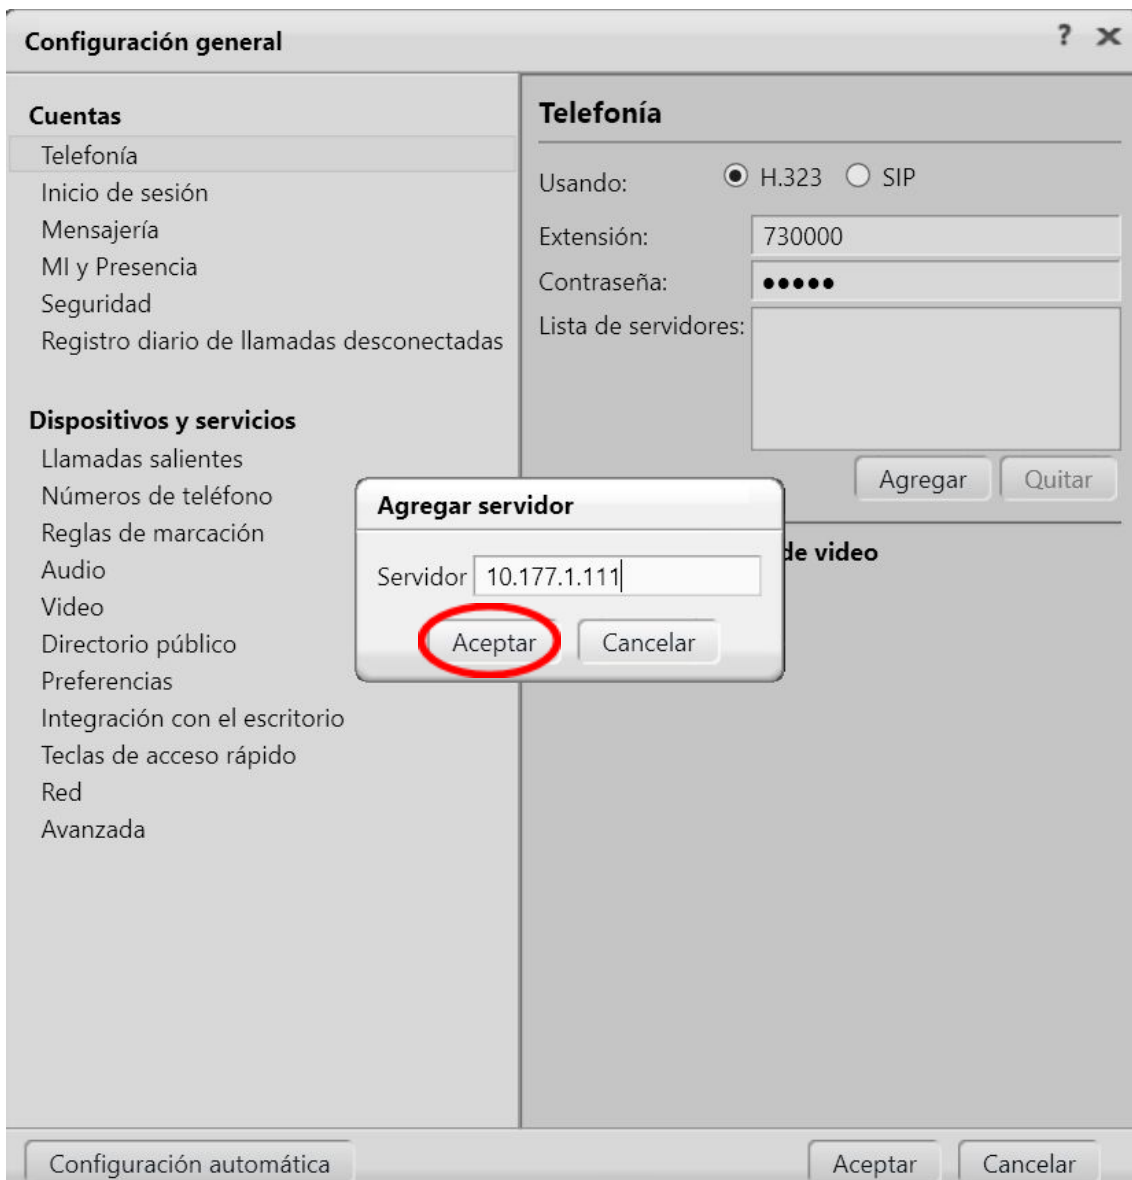 Configuración general
?
Cuentas
Telefonía
Inicio de sesión
Mensajería
MI y Presencia
Seguridad
Registro diario de llamadas desconectadas
Dispositivos y servicios
Llamadas salientes
Números de teléfono
Reglas de marcación
Audio
Video
Directorio público
Preferencias
Integración con el escritorio
Teclas de acceso rápido
Red
Avanzada
Telefonía
Usando: H.323 SIP
Extensión: 730000
Contraseña: •••••
Lista de servidores:
Agregar Quitar
de video
Agregar servidor
Servidor 10.177.1.111
Aceptar Cancelar
Configuración automática
Aceptar Cancelar